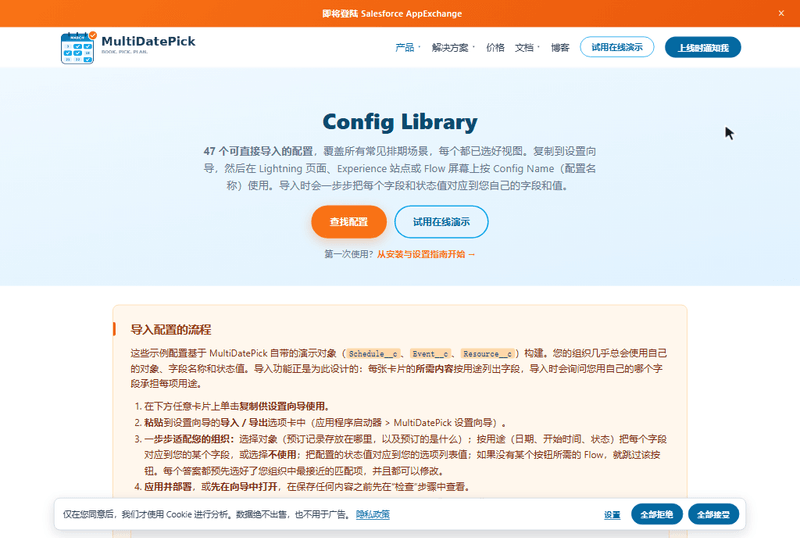 即将登陆 Salesforce AppExchange
×
MARCH
MultiDatePick
BOOK. PICK. PLAN.
产品
解决方案
价格
文档
博客
试用在线演示
上线时通知我
Config Library
47 个可直接导入的配置，覆盖所有常见排期场景，每个都已选好视图。复制到设置向
导，然后在 Lightning 页面、Experience 站点或 Flow 屏幕上按 Config Name（配置名
称）使用。导入时会一步步把每个字段和状态值对应到您自己的字段和值。
查找配置
试用在线演示
第一次使用？从安装与设置指南开始 →
导入配置的流程
这些示例配置基于 MultiDatePick 自带的演示对象（Schedule__c、Event__c、Resource__c）构建。您的组织几乎总会使用自己
的对象、字段名称和状态值。导入功能正是为此设计的：每张卡片的所需内容按用途列出字段，导入时会询问您用自己的哪个字
段承担每项用途。
1. 在下方任意卡片上单击复制供设置向导使用。
2. 粘贴到设置向导的导入 / 导出选项卡中（应用程序启动器 > MultiDatePick 设置向导）。
3. 一步步适配您的组织：选择对象（预订记录存放在哪里，以及预订的是什么）；按用途（日期、开始时间、状态）把每个字段
对应到您的某个字段，或选择不使用；把配置的状态值对应到您的选项列表值；如果没有某个按钮所需的 Flow，就跳过该按
钮。每个答案都预先选好了您组织中最接近的匹配项，并且都可以修改。
4. 应用并部署，或先在向导中打开，在保存任何内容之前先在"检查"步骤中查看。
仅在您同意后，我们才使用 Cookie 进行分析。数据绝不出售，也不用于广告。隐私政策
设置
全部拒绝
全部接受